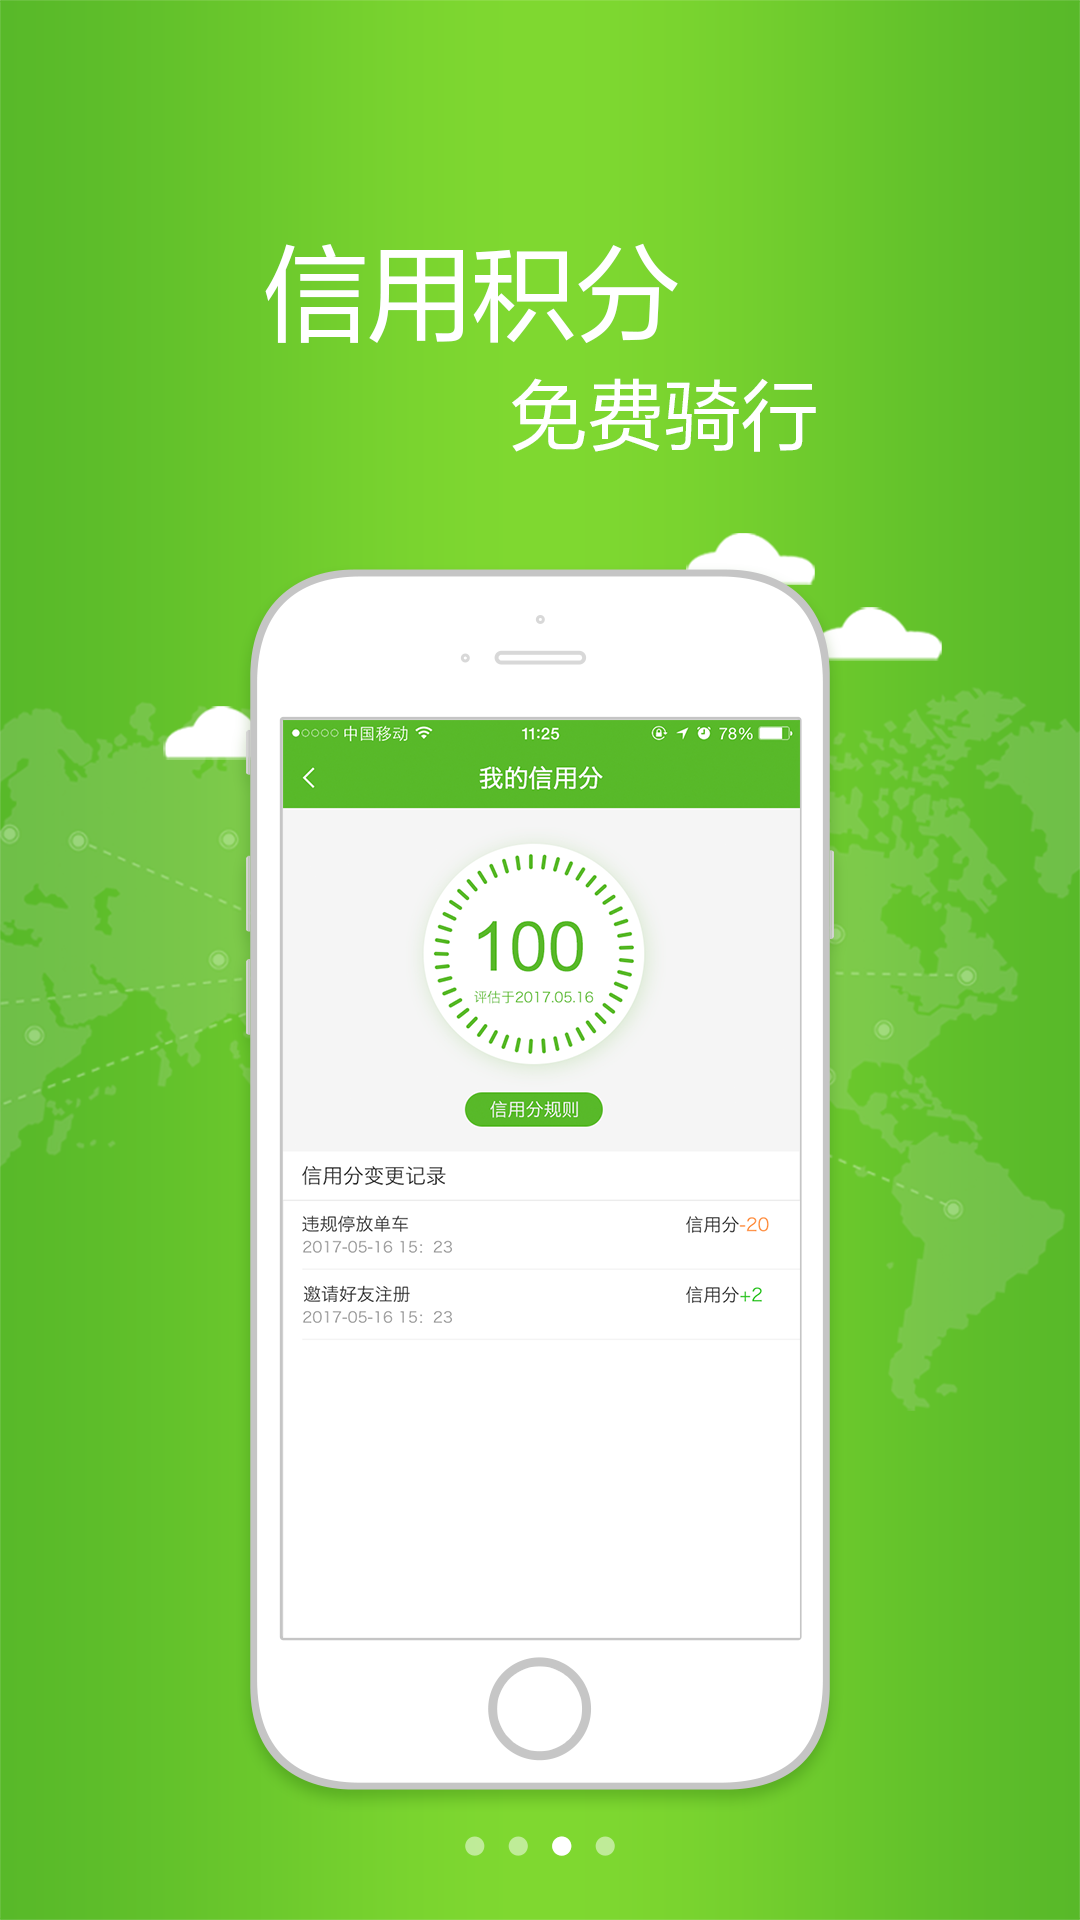 信用积分
免费骑行
中国移动 11:25 78%
我的信用分
100
评估于2017.05.16
信用分规则
信用分变更记录
违规停放单车 信用分-20
2017-05-16 15：23
邀请好友注册 信用分+2
2017-05-16 15：23